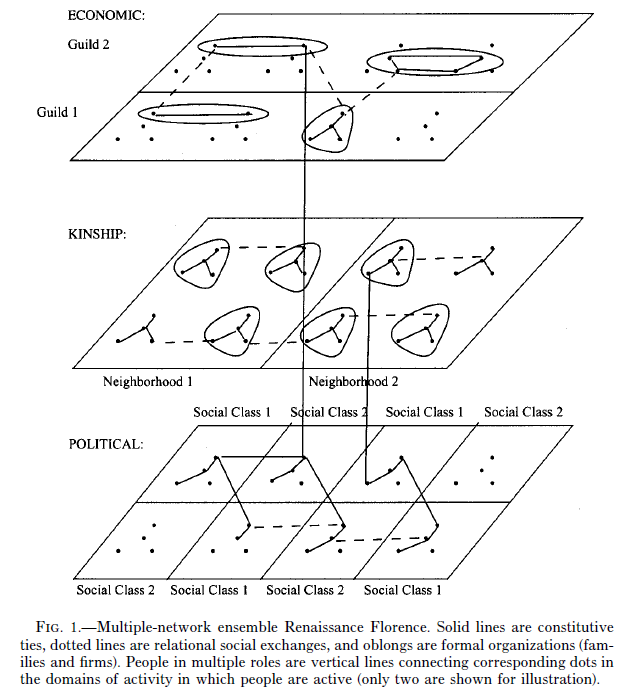 ECONOMIC:
Guild 2
Guild 1
KINSHIP:
Neighborhood 1 Neighborhood 2
Social Class 1 Social Class 2 Social Class 1 Social Class 2
POLITICAL:
Social Class 2 Social Class 1 Social Class 2 Social Class 1
FIG. 1.—Multiple-network ensemble Renaissance Florence. Solid lines are constitutive
ties, dotted lines are relational social exchanges, and oblongs are formal organizations (fam-
ilies and firms). People in multiple roles are vertical lines connecting corresponding dots in
the domains of activity in which people are active (only two are shown for illustration).